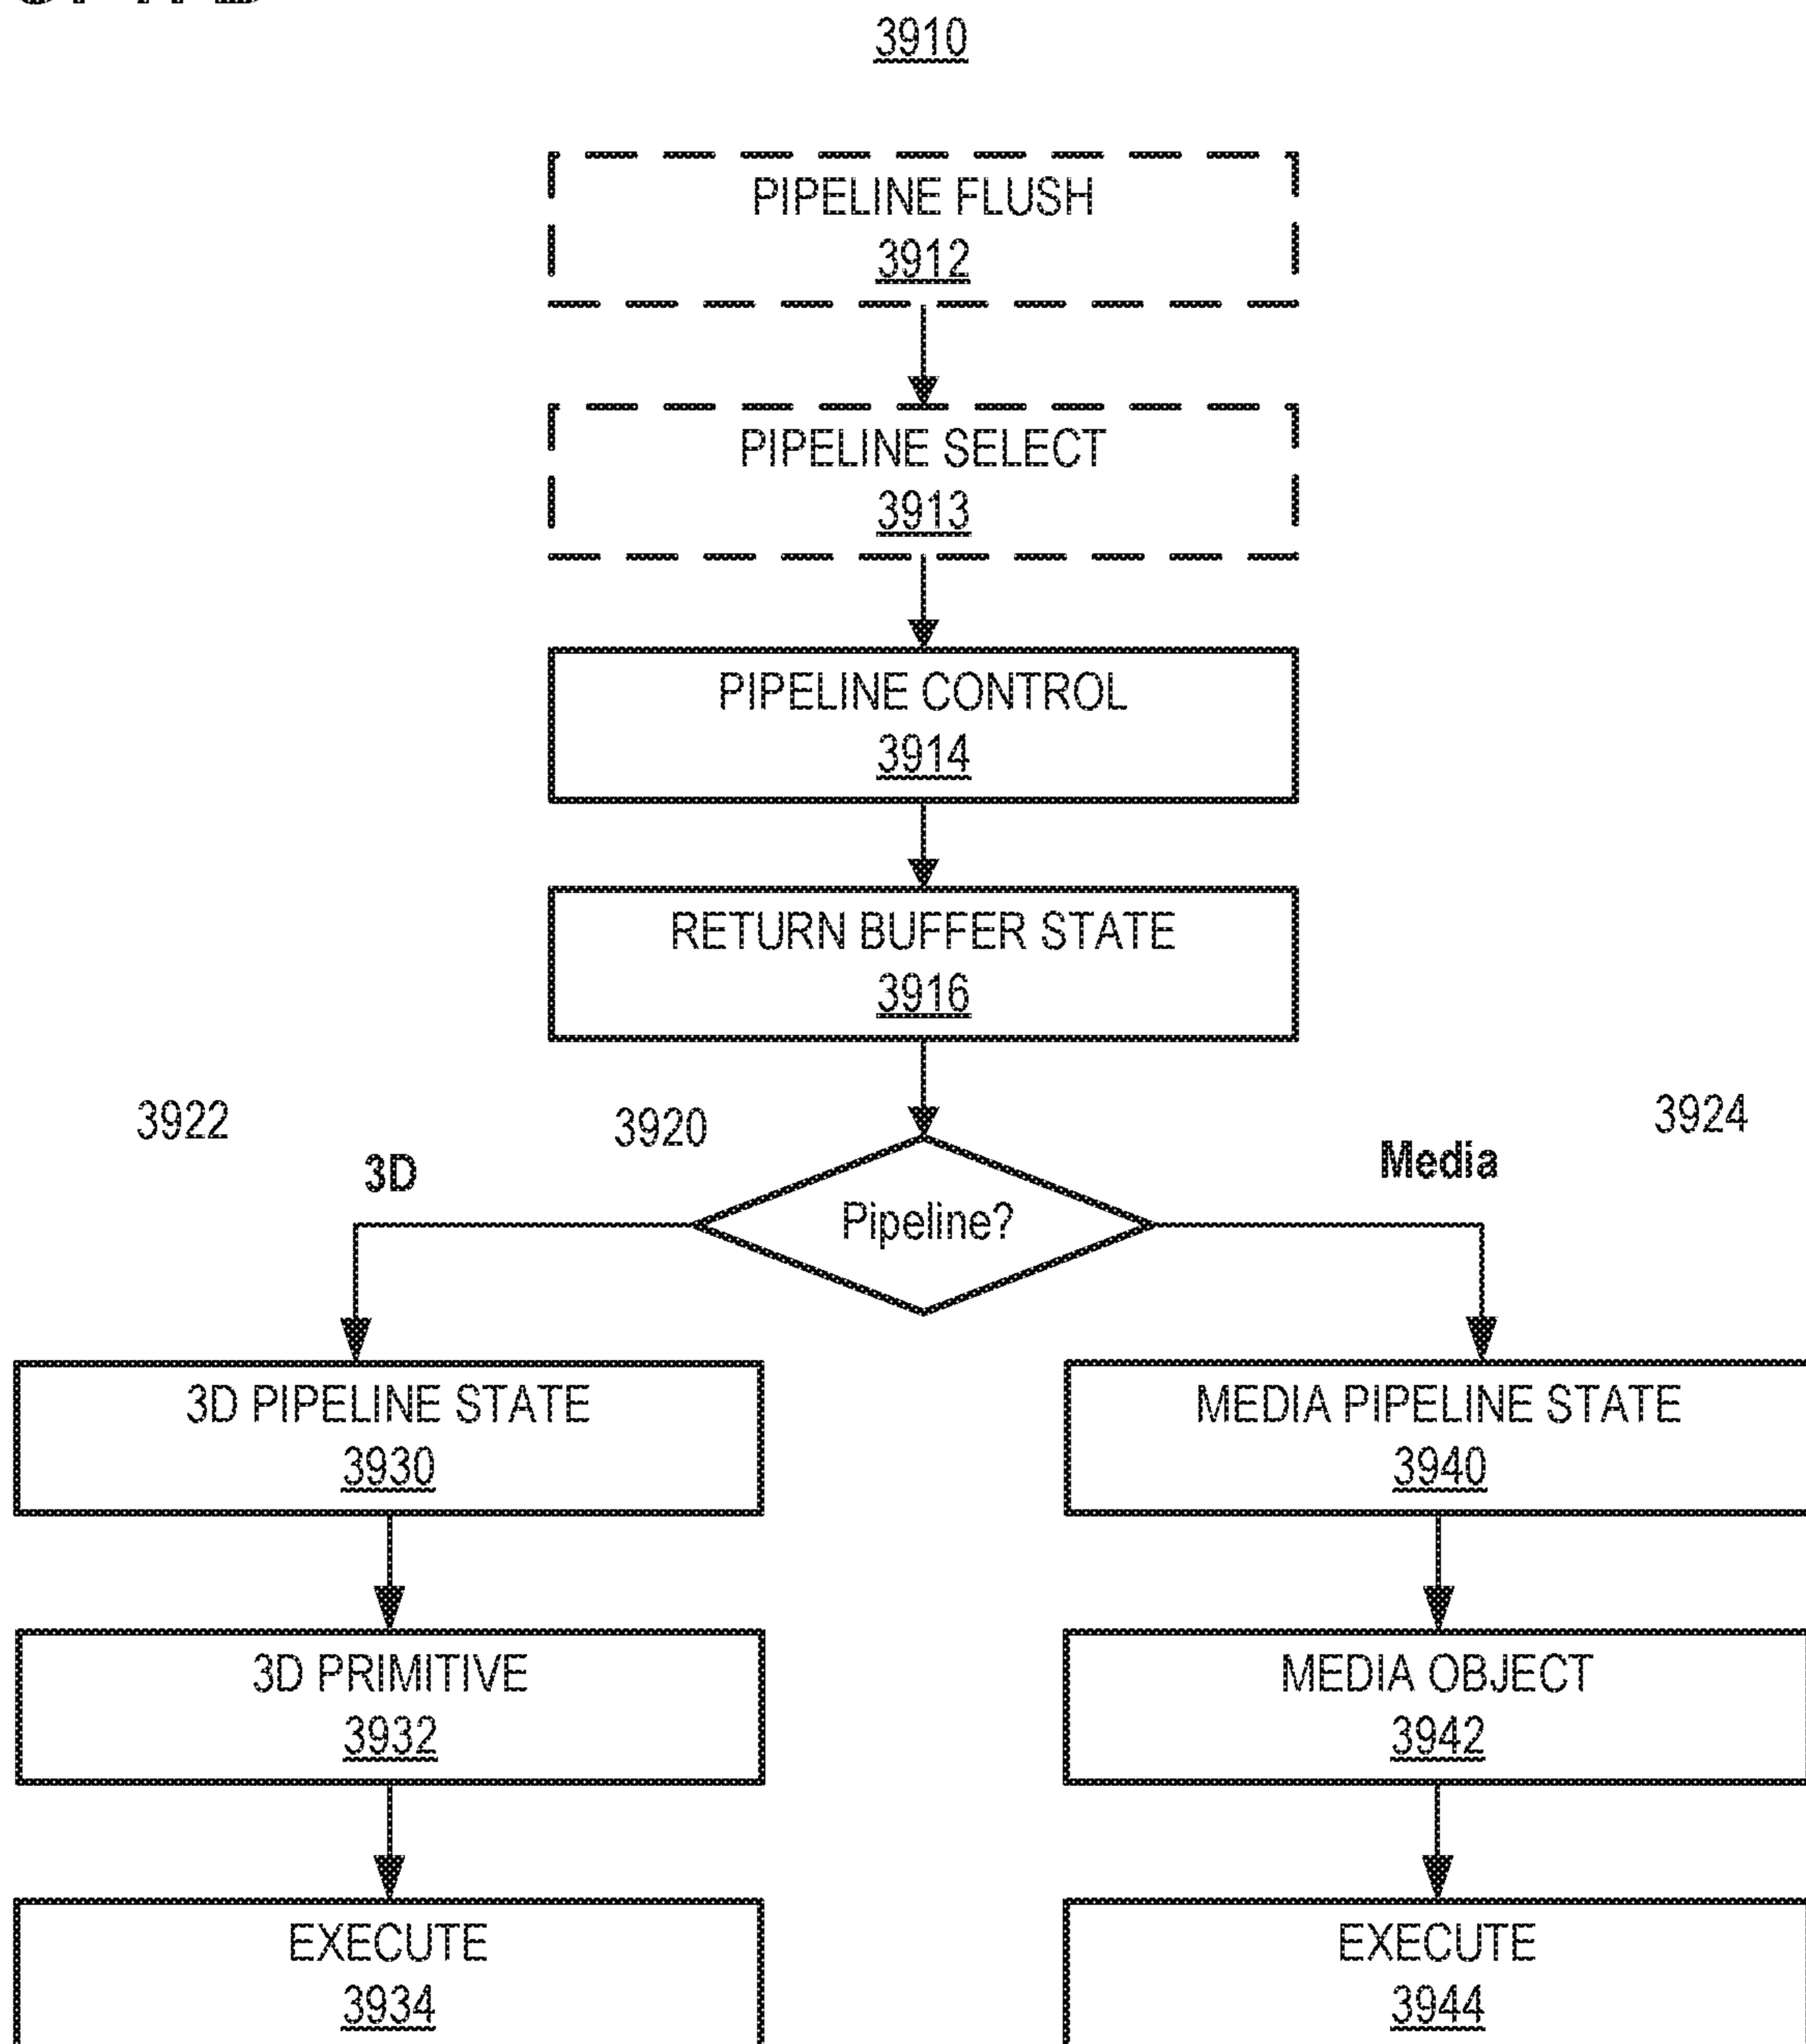 3910
PIPELINE FLUSH
3912
PIPELINE SELECT
3913
PIPELINE CONTROL
3914
RETURN BUFFER STATE
3916
3922
3920
3924
3D
Media
Pipeline?
3D PIPELINE STATE
3930
MEDIA PIPELINE STATE
3940
3D PRIMITIVE
3932
MEDIA OBJECT
3942
EXECUTE
3934
EXECUTE
3944